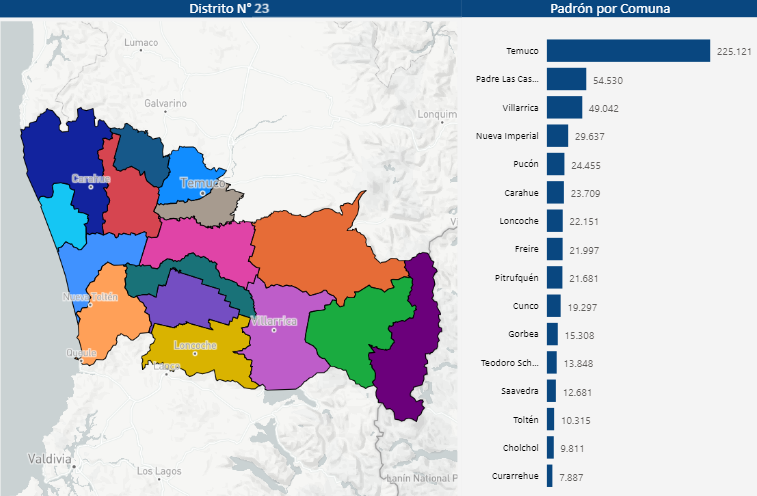 Distrito N° 23
Padrón por Comuna
Lumaco
Galvarino
Lonquim
Carahue
Temuco
Nueva Toltén
Villarrica
Queule
Loncoche
Lanco
Valdivia
Los Lagos
Lanín National P
Temuco 225.121
Padre Las Cas... 54.530
Villarrica 49.042
Nueva Imperial 29.637
Pucón 24.455
Carahue 23.709
Loncoche 22.151
Freire 21.997
Pitrufquén 21.681
Cunco 19.297
Gorbea 15.308
Teodoro Sch... 13.848
Saavedra 12.681
Toltén 10.315
Cholchol 9.811
Curarrehue 7.887